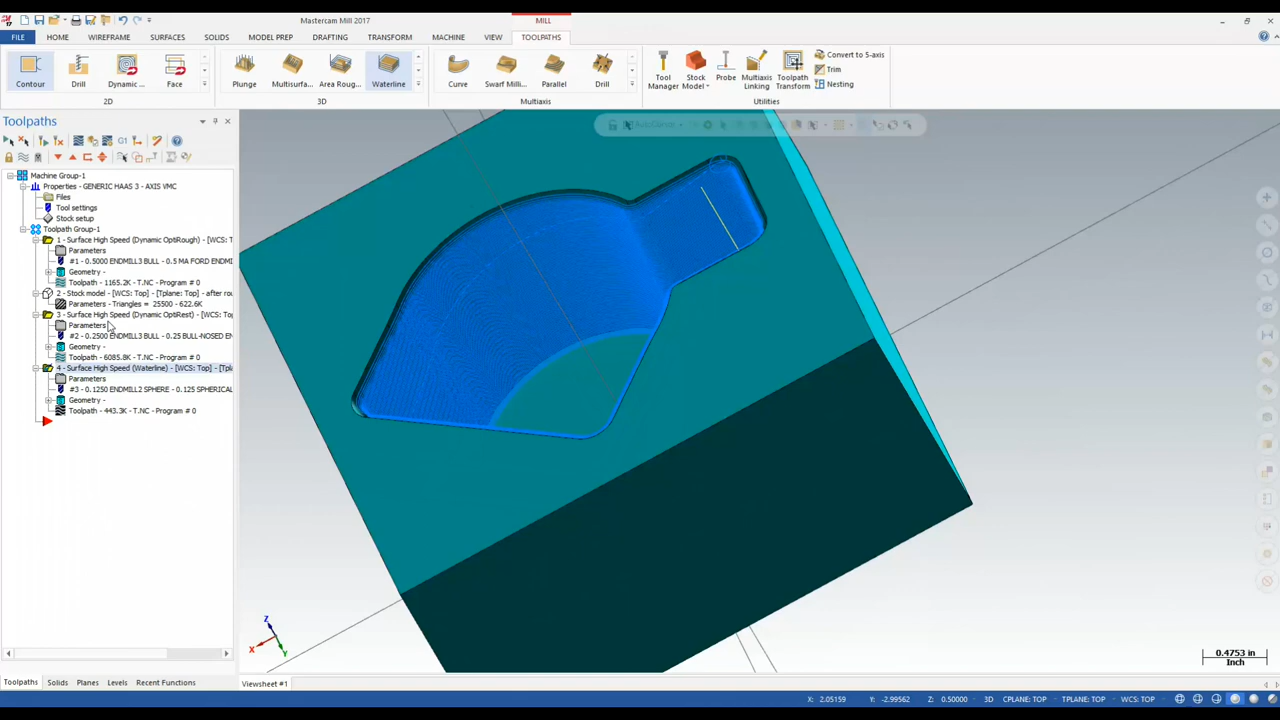 Mastercam Mill 2017
MILL
FILE HOME WIREFRAME SURFACES SOLIDS MODEL PREP DRAFTING TRANSFORM MACHINE VIEW TOOLPATHS
Contour Drill Dynamic ... Face Plunge Multisurfa... Area Roug... Waterline Curve Swarf Milli... Parallel Drill
Tool Manager
Stock Model
Probe
Multiaxis Linking
Toolpath Transform
Convert to 5-axis
Trim
Nesting
2D 3D Multiaxis Utilities
Toolpaths
G1
AutoCursor
Machine Group-1
Properties - GENERIC HAAS 3 - AXIS VMC
Files
Tool settings
Stock setup
Toolpath Group-1
1 - Surface High Speed (Dynamic OptiRough) - [WCS: T
Parameters
#1 - 0.5000 ENDMILL3 BULL - 0.5 MA FORD ENDMI
Geometry -
Toolpath - 1165.2K - T.NC - Program # 0
2 - Stock model - [WCS: Top] - [Tplane: Top] - after rou
Parameters - Triangles = 25500 - 622.6K
3 - Surface High Speed (Dynamic OptiRest) - [WCS: Top
Parameters
#2 - 0.2500 ENDMILL3 BULL - 0.25 BULL-NOSED EN
Geometry -
Toolpath - 6085.8K - T.NC - Program # 0
4 - Surface High Speed (Waterline) - [WCS: Top] - [Tpl
Parameters
#3 - 0.1250 ENDMILL2 SPHERE - 0.125 SPHERICAL
Geometry -
Toolpath - 443.3K - T.NC - Program # 0
Z
X
Y
0.4753 in
Inch
Toolpaths Solids Planes Levels Recent Functions
Viewsheet #1
X: 2.05159 Y: -2.99562 Z: 0.50000 3D CPLANE: TOP TPLANE: TOP WCS: TOP